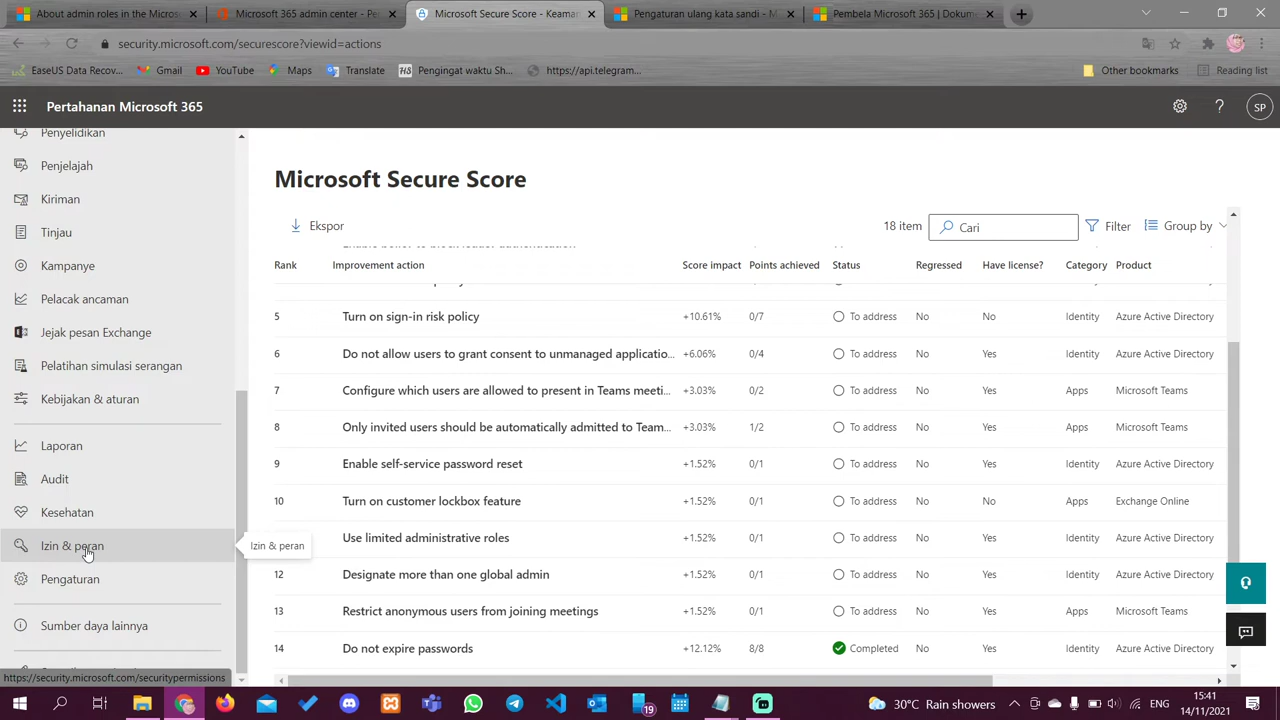 about ad units in the Microsoft
Microsoft 365 admin center - Pe
Microsoft Secure Score - Keama
Pengaturan ulang kata sandi - M
Pembela Microsoft 365 | Dokum
security.microsoft.com/securescore?viewid=actions
EaseUS Data Recov...
Gmail
YouTube
Maps
Translate
Pengingat waktu Sh...
https://api.telegram...
Other bookmarks
Reading list
Pertahanan Microsoft 365
SP
Penyelidikan
Penjelajah
Kiriman
Tinjau
Kampanye
Pelacak ancaman
Jejak pesan Exchange
Pelatihan simulasi serangan
Kebijakan & aturan
Laporan
Audit
Kesehatan
Izin & peran
Izin & peran
Pengaturan
Sumber daya lainnya
https://security.microsoft.com/securitypermissions
Microsoft Secure Score
Ekspor
18 item
Cari
Filter
Group by
Rank Improvement action Score impact Points achieved Status Regressed Have license? Category Product
5 Turn on sign-in risk policy +10.61% 0/7 To address No No Identity Azure Active Directory
6 Do not allow users to grant consent to unmanaged applicatio... +6.06% 0/4 To address No Yes Identity Azure Active Directory
7 Configure which users are allowed to present in Teams meeti... +3.03% 0/2 To address No Yes Apps Microsoft Teams
8 Only invited users should be automatically admitted to Team... +3.03% 1/2 To address No Yes Apps Microsoft Teams
9 Enable self-service password reset +1.52% 0/1 To address No Yes Identity Azure Active Directory
10 Turn on customer lockbox feature +1.52% 0/1 To address No No Apps Exchange Online
Use limited administrative roles +1.52% 0/1 To address No Yes Identity Azure Active Directory
12 Designate more than one global admin +1.52% 0/1 To address No Yes Identity Azure Active Directory
13 Restrict anonymous users from joining meetings +1.52% 0/1 To address No Yes Apps Microsoft Teams
14 Do not expire passwords +12.12% 8/8 Completed No Yes Identity Azure Active Directory
19
30°C Rain showers
ENG
15:41
14/11/2021